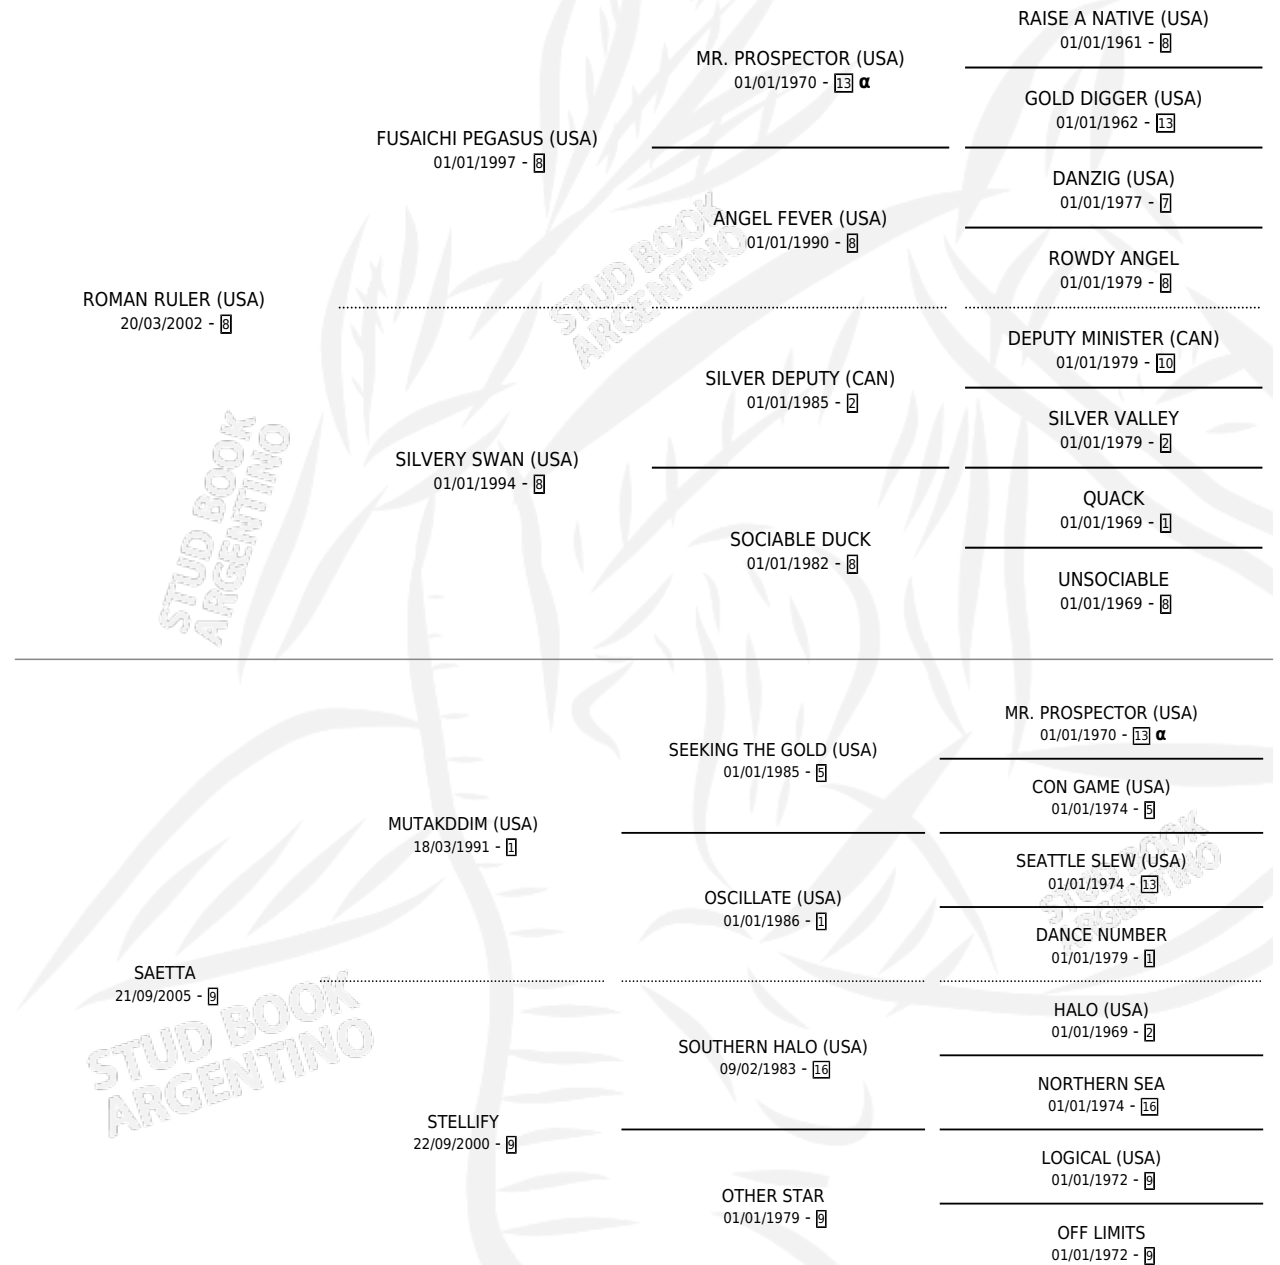 RAISE A NATIVE (USA)
01/01/1961 - 8
MR. PROSPECTOR (USA)
01/01/1970 - 13 α
GOLD DIGGER (USA)
01/01/1962 - 13
FUSAICHI PEGASUS (USA)
01/01/1997 - 8
DANZIG (USA)
01/01/1977 - 7
ANGEL FEVER (USA)
01/01/1990 - 8
ROWDY ANGEL
01/01/1979 - 8
ROMAN RULER (USA)
20/03/2002 - 8
DEPUTY MINISTER (CAN)
01/01/1979 - 10
SILVER DEPUTY (CAN)
01/01/1985 - 2
SILVER VALLEY
01/01/1979 - 2
SILVERY SWAN (USA)
01/01/1994 - 8
QUACK
01/01/1969 - 1
SOCIABLE DUCK
01/01/1982 - 8
UNSOCIABLE
01/01/1969 - 8
MR. PROSPECTOR (USA)
01/01/1970 - 13 α
SEEKING THE GOLD (USA)
01/01/1985 - 5
CON GAME (USA)
01/01/1974 - 5
MUTAKDDIM (USA)
18/03/1991 - 1
SEATTLE SLEW (USA)
01/01/1974 - 13
OSCILLATE (USA)
01/01/1986 - 1
DANCE NUMBER
01/01/1979 - 1
SAETTA
21/09/2005 - 9
HALO (USA)
01/01/1969 - 2
SOUTHERN HALO (USA)
09/02/1983 - 16
NORTHERN SEA
01/01/1974 - 16
STELLIFY
22/09/2000 - 9
LOGICAL (USA)
01/01/1972 - 9
OTHER STAR
01/01/1979 - 9
OFF LIMITS
01/01/1972 - 9
STUD BOOK
ARGENTINO
STUD BOOK
ARGENTINO
STUD BOOK
ARGENTINO
STUD BOOK
ARGENTINO